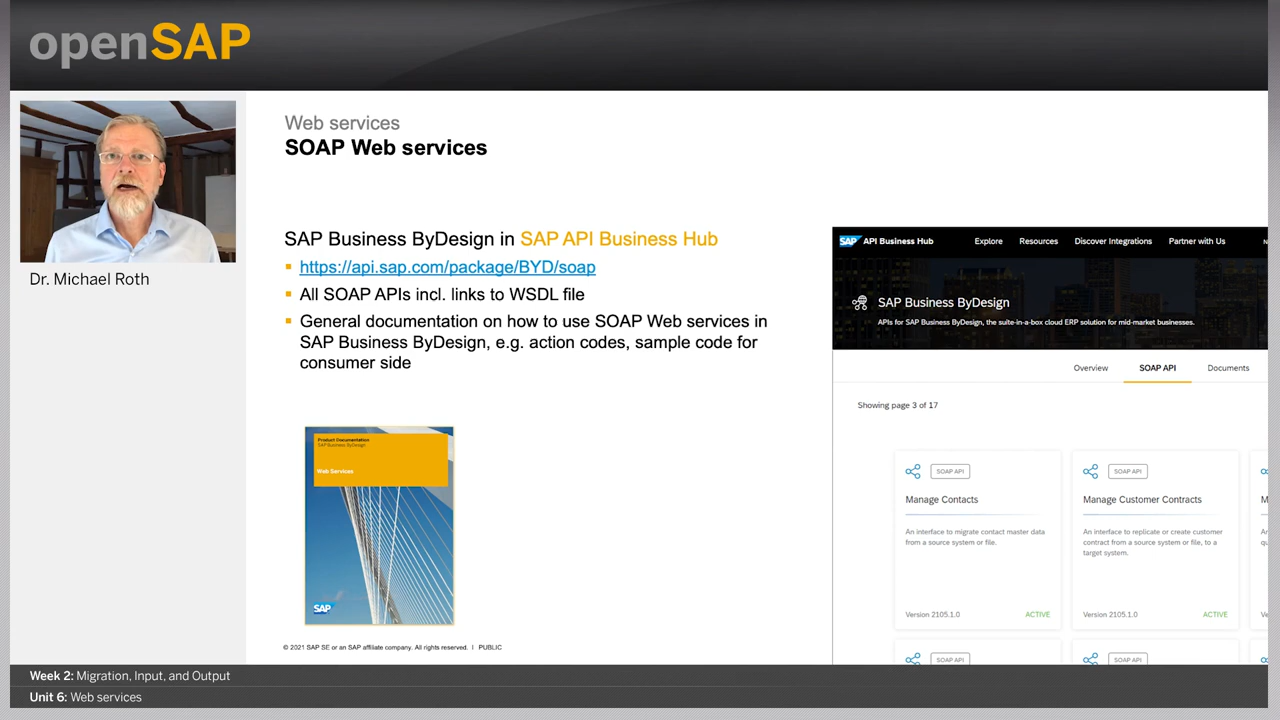 openSAP
Dr. Michael Roth
Web services
SOAP Web services
SAP Business ByDesign in SAP API Business Hub
https://api.sap.com/package/BYD/soap
All SOAP APIs incl. links to WSDL file
General documentation on how to use SOAP Web services in
SAP Business ByDesign, e.g. action codes, sample code for
consumer side
Product Documentation
SAP Business ByDesign
Web Services
SAP
SAP API Business Hub Explore Resources Discover Integrations Partner with Us N
SAP Business ByDesign
APIs for SAP Business ByDesign, the suite-in-a-box cloud ERP solution for mid-market businesses.
Overview SOAP API Documents
Showing page 3 of 17
SOAP API
Manage Contacts
An interface to migrate contact master data
from a source system or file.
Version 2105.1.0 ACTIVE
SOAP API
Manage Customer Contracts
An interface to replicate or create customer
contract from a source system or file, to a
target system.
Version 2105.1.0 ACTIVE
M
An
qu
Ve
SOAP API
SOAP API
© 2021 SAP SE or an SAP affiliate company. All rights reserved. I PUBLIC
Week 2: Migration, Input, and Output
Unit 6: Web services